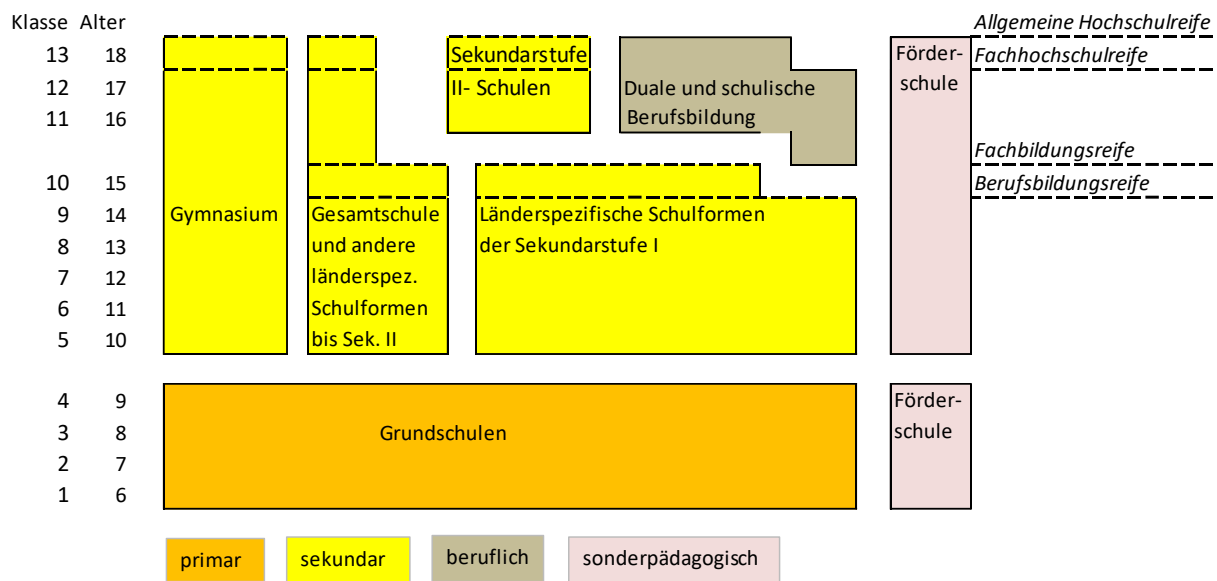 Klasse Alter
Allgemeine Hochschulreife
13 18 Sekundarstufe Förder- Fachhochschulreife
12 17 II- Schulen Duale und schulische schule
11 16 Berufsbildung
Fachbildungsreife
10 15 Berufsbildungsreife
9 14 Gymnasium Gesamtschule Länderspezifische Schulformen
8 13 und andere der Sekundarstufe I
7 12 länderspez.
6 11 Schulformen
5 10 bis Sek. II
4 9 Förder-
3 8 Grundschulen schule
2 7
1 6
primar sekundar beruflich sonderpädagogisch